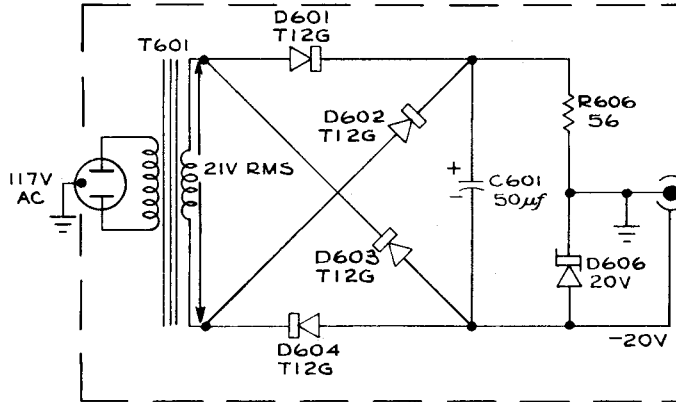 D601
T12G
T601
D602
T12G
R606
56
117V
AC
21V RMS
+
-
C601
50µf
D603
T12G
D606
20V
D604
T12G
-20V